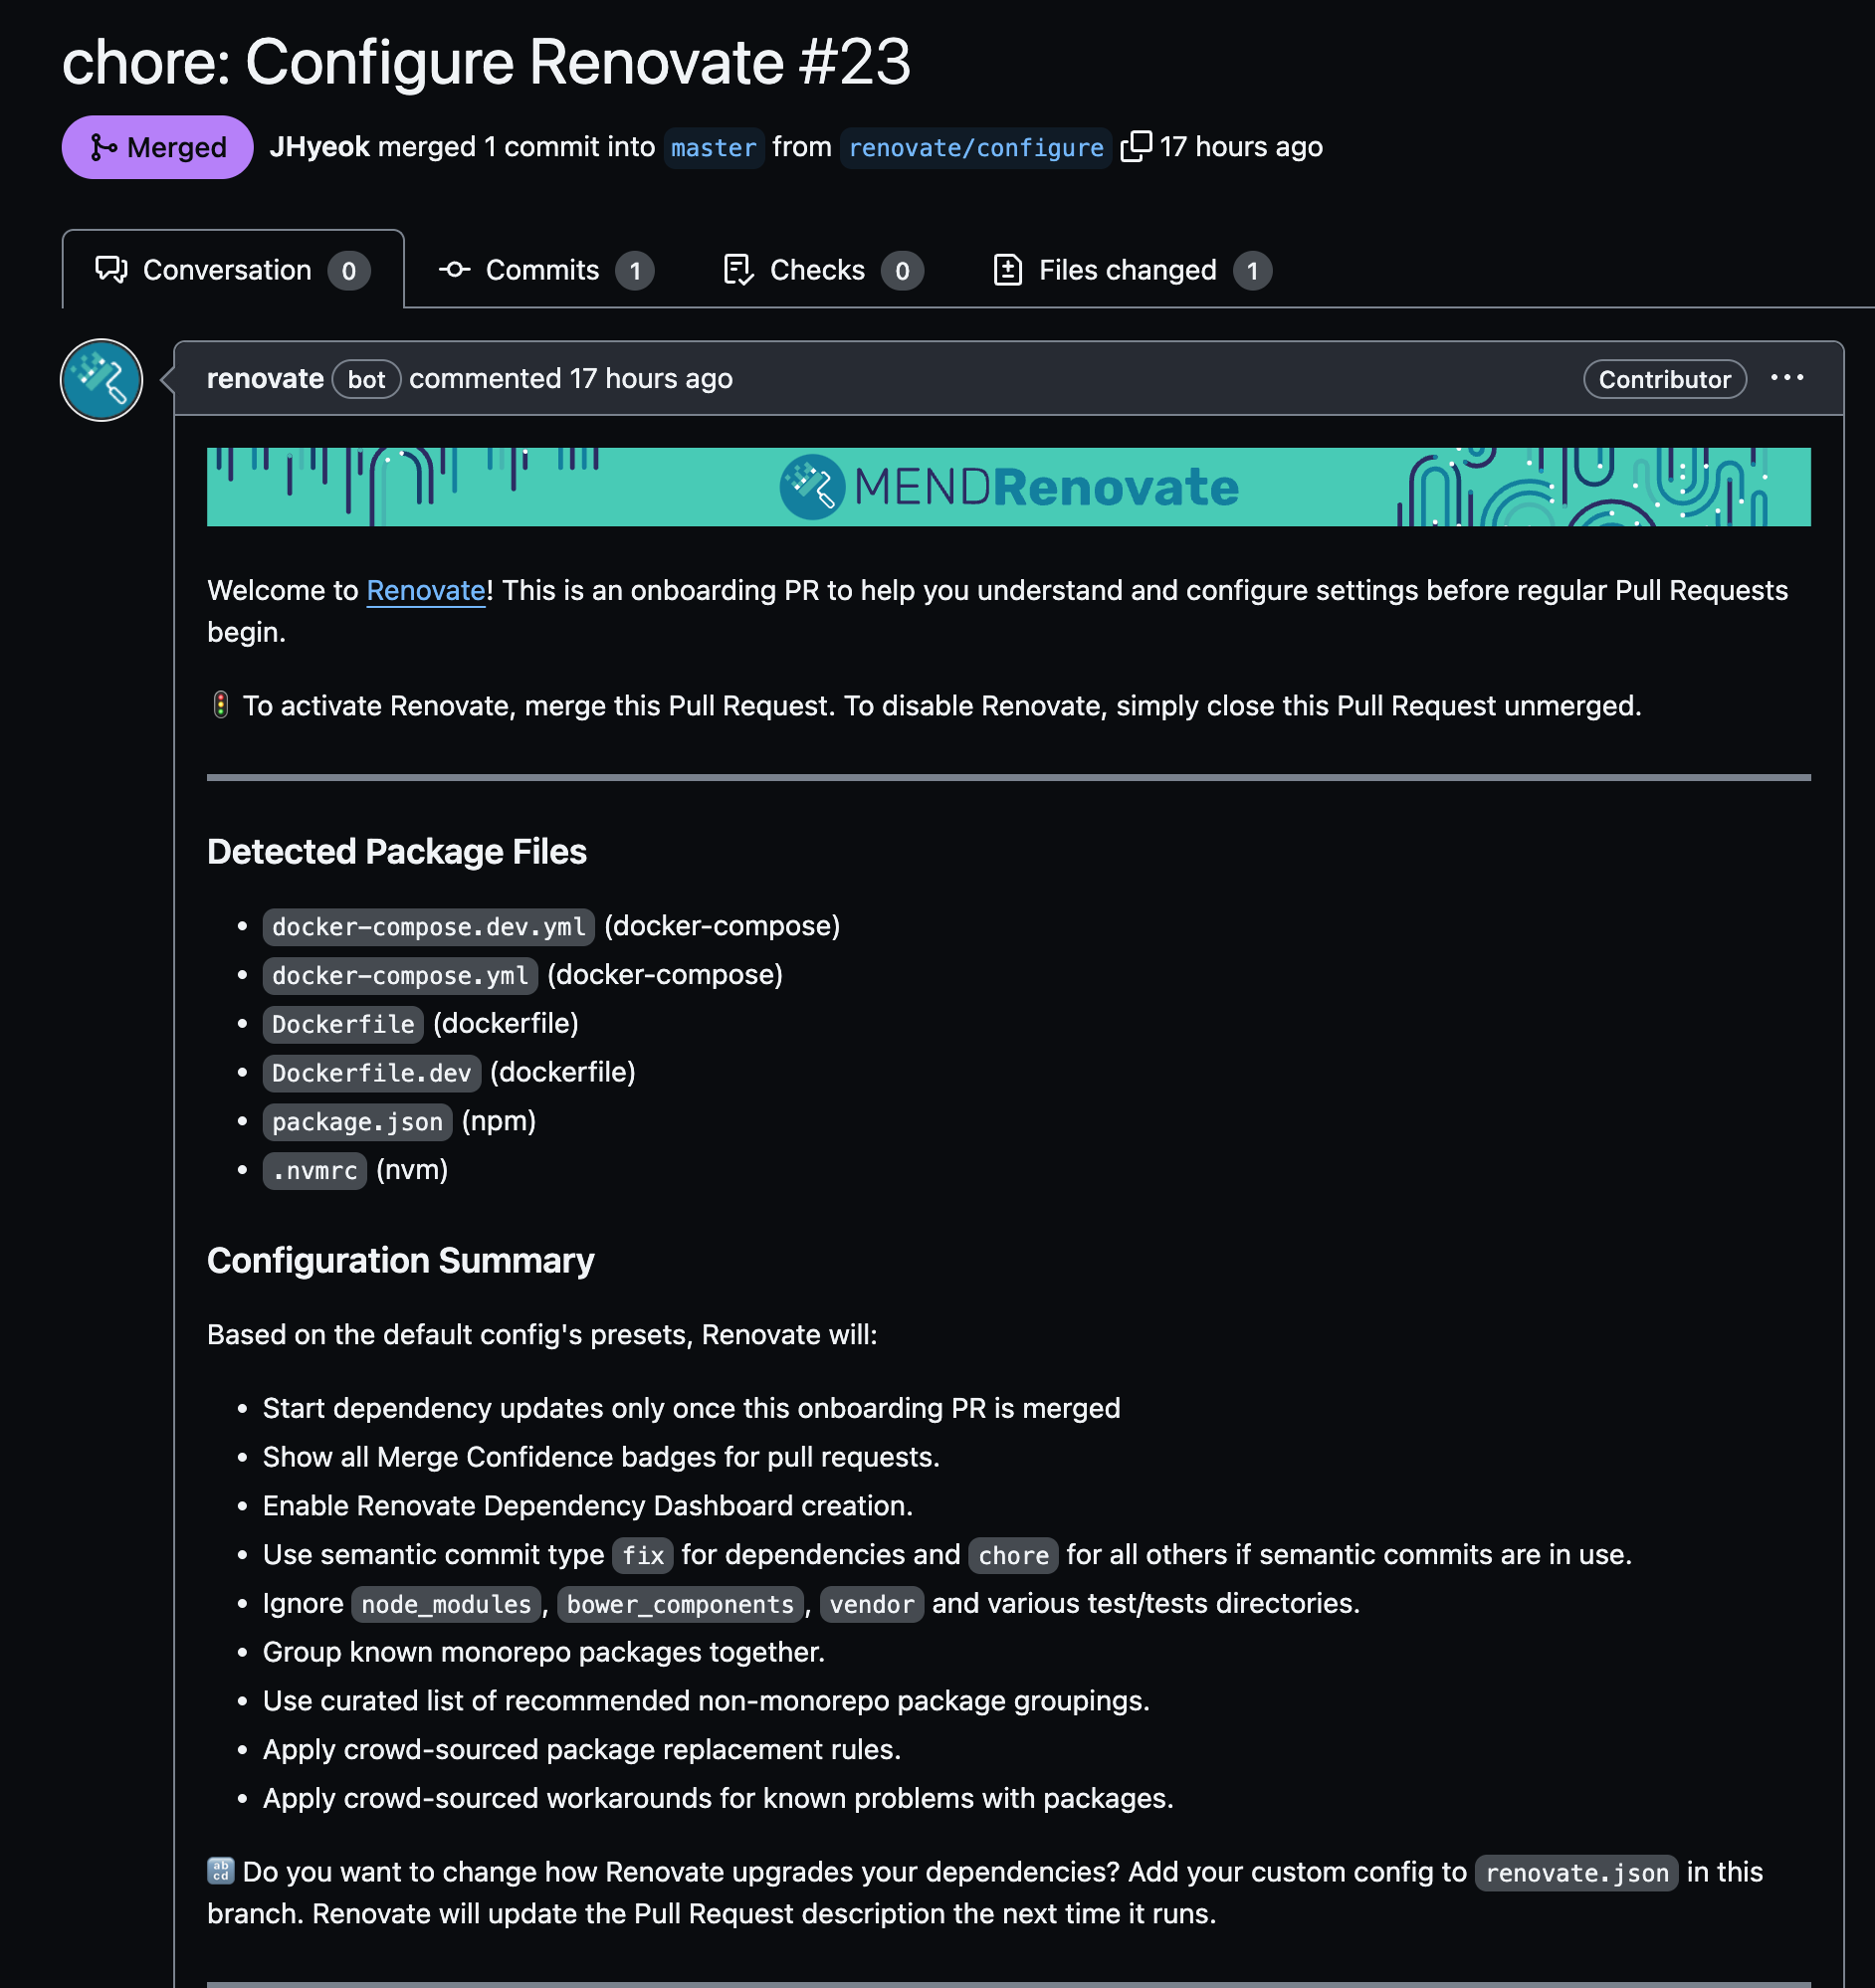 chore: Configure Renovate #23
Merged JHyeok merged 1 commit into master from renovate/configure 17 hours ago
Conversation 0 Commits 1 Checks 0 Files changed 1
renovate bot commented 17 hours ago Contributor
MEND Renovate
Welcome to Renovate! This is an onboarding PR to help you understand and configure settings before regular Pull Requests
begin.
🚦 To activate Renovate, merge this Pull Request. To disable Renovate, simply close this Pull Request unmerged.
Detected Package Files
• docker-compose.dev.yml (docker-compose)
• docker-compose.yml (docker-compose)
• Dockerfile (dockerfile)
• Dockerfile.dev (dockerfile)
• package.json (npm)
• .nvmrc (nvm)
Configuration Summary
Based on the default config's presets, Renovate will:
• Start dependency updates only once this onboarding PR is merged
• Show all Merge Confidence badges for pull requests.
• Enable Renovate Dependency Dashboard creation.
• Use semantic commit type fix for dependencies and chore for all others if semantic commits are in use.
• Ignore node_modules, bower_components, vendor and various test/tests directories.
• Group known monorepo packages together.
• Use curated list of recommended non-monorepo package groupings.
• Apply crowd-sourced package replacement rules.
• Apply crowd-sourced workarounds for known problems with packages.
🔡 Do you want to change how Renovate upgrades your dependencies? Add your custom config to renovate.json in this
branch. Renovate will update the Pull Request description the next time it runs.